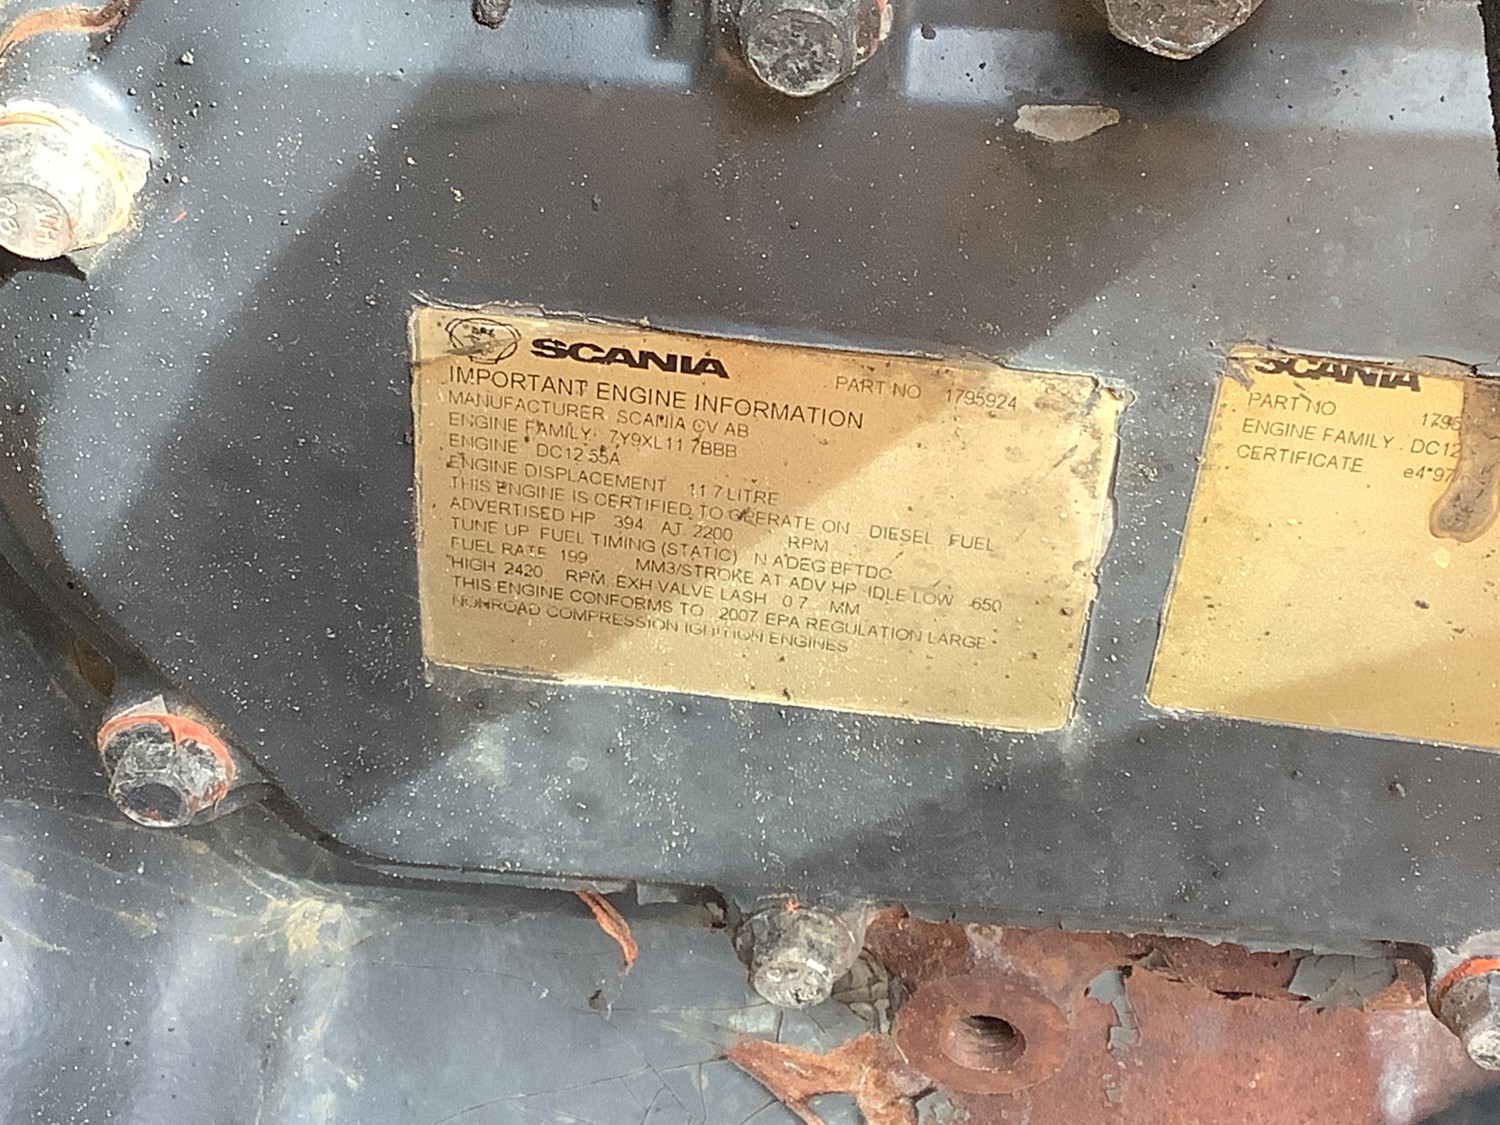 SCANIA
PART NO 1795924
IMPORTANT ENGINE INFORMATION
MANUFACTURER SCANIA CV AB
ENGINE FAMILY 7Y9XL11 7BBB
ENGINE DC12 55A
ENGINE DISPLACEMENT 11 7 LITRE
THIS ENGINE IS CERTIFIED TO OPERATE ON DIESEL FUEL
ADVERTISED HP 394 AT 2200 RPM
TUNE UP FUEL TIMING (STATIC) N A DEG BFTDC
FUEL RATE 199 MM3/STROKE AT ADV HP IDLE LOW 650
HIGH 2420 RPM EXH VALVE LASH 0 7 MM
THIS ENGINE CONFORMS TO 2007 EPA REGULATION LARGE
NONROAD COMPRESSION IGNITION ENGINES
SCANIA
PART NO 1795
ENGINE FAMILY DC12
CERTIFICATE e4*97